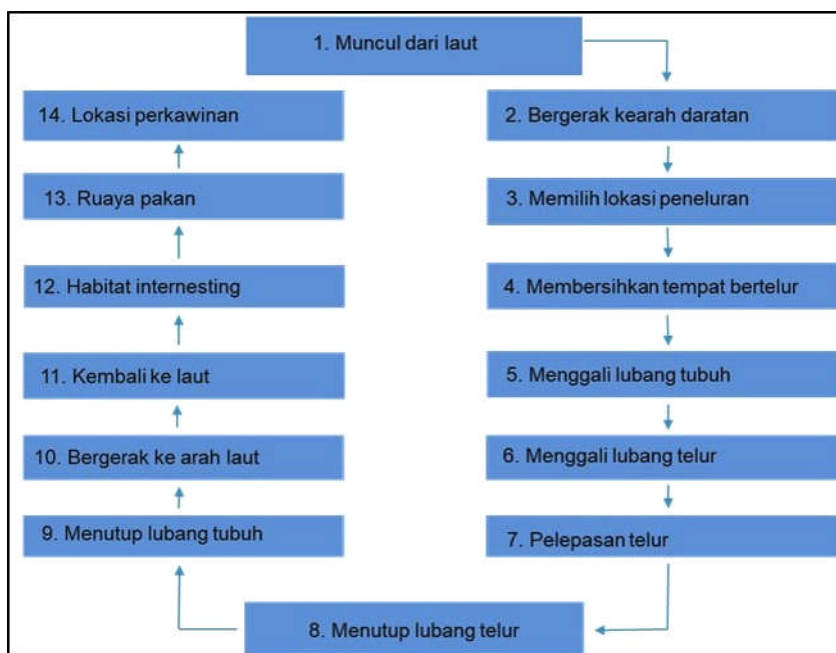 1. Muncul dari laut
2. Bergerak kearah daratan
3. Memilih lokasi peneluran
4. Membersihkan tempat bertelur
5. Menggali lubang tubuh
6. Menggali lubang telur
7. Pelepasan telur
8. Menutup lubang telur
9. Menutup lubang tubuh
10. Bergerak ke arah laut
11. Kembali ke laut
12. Habitat internesting
13. Ruaya pakan
14. Lokasi perkawinan